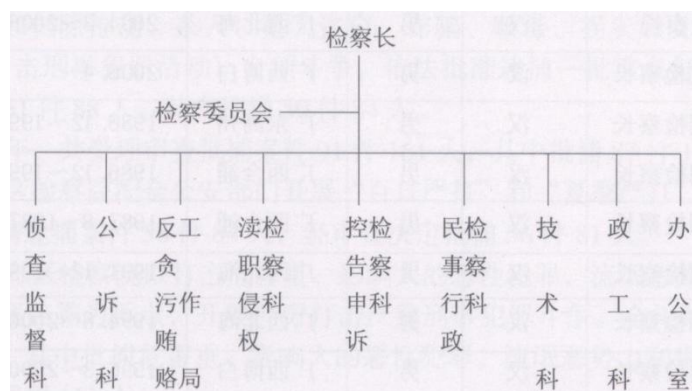 检察长
检察委员会
侦查监督科
公诉科
反贪污贿赂
工作局
渎职侵权
检察科
控告申诉
检察科
民事行政
检察科
技术科
政工科
办公室